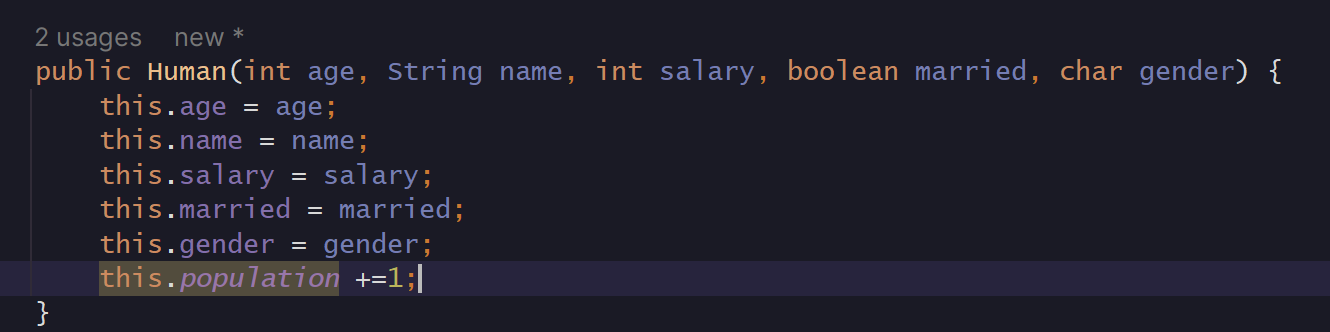 2 usages new *
public Human(int age, String name, int salary, boolean married, char gender) {
this.age = age;
this.name = name;
this.salary = salary;
this.married = married;
this.gender = gender;
this.population +=1;
}